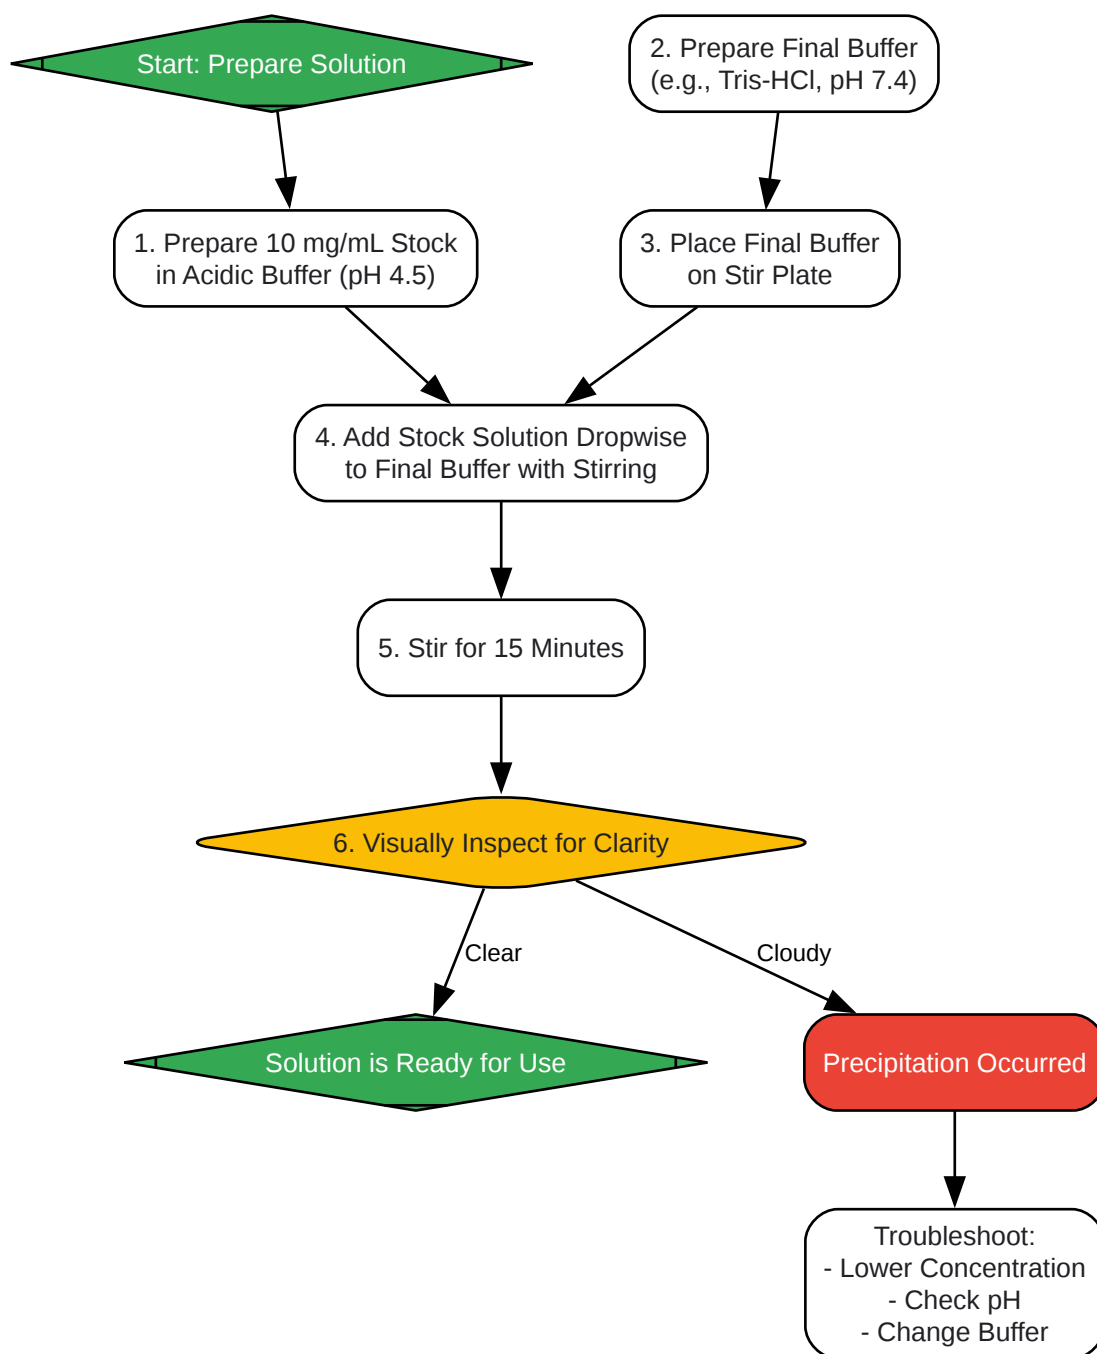 Start: Prepare Solution
2. Prepare Final Buffer
(e.g., Tris-HCl, pH 7.4)
1. Prepare 10 mg/mL Stock
in Acidic Buffer (pH 4.5)
3. Place Final Buffer
on Stir Plate
4. Add Stock Solution Dropwise
to Final Buffer with Stirring
5. Stir for 15 Minutes
6. Visually Inspect for Clarity
Clear
Cloudy
Solution is Ready for Use
Precipitation Occurred
Troubleshoot:
- Lower Concentration
- Check pH
- Change Buffer